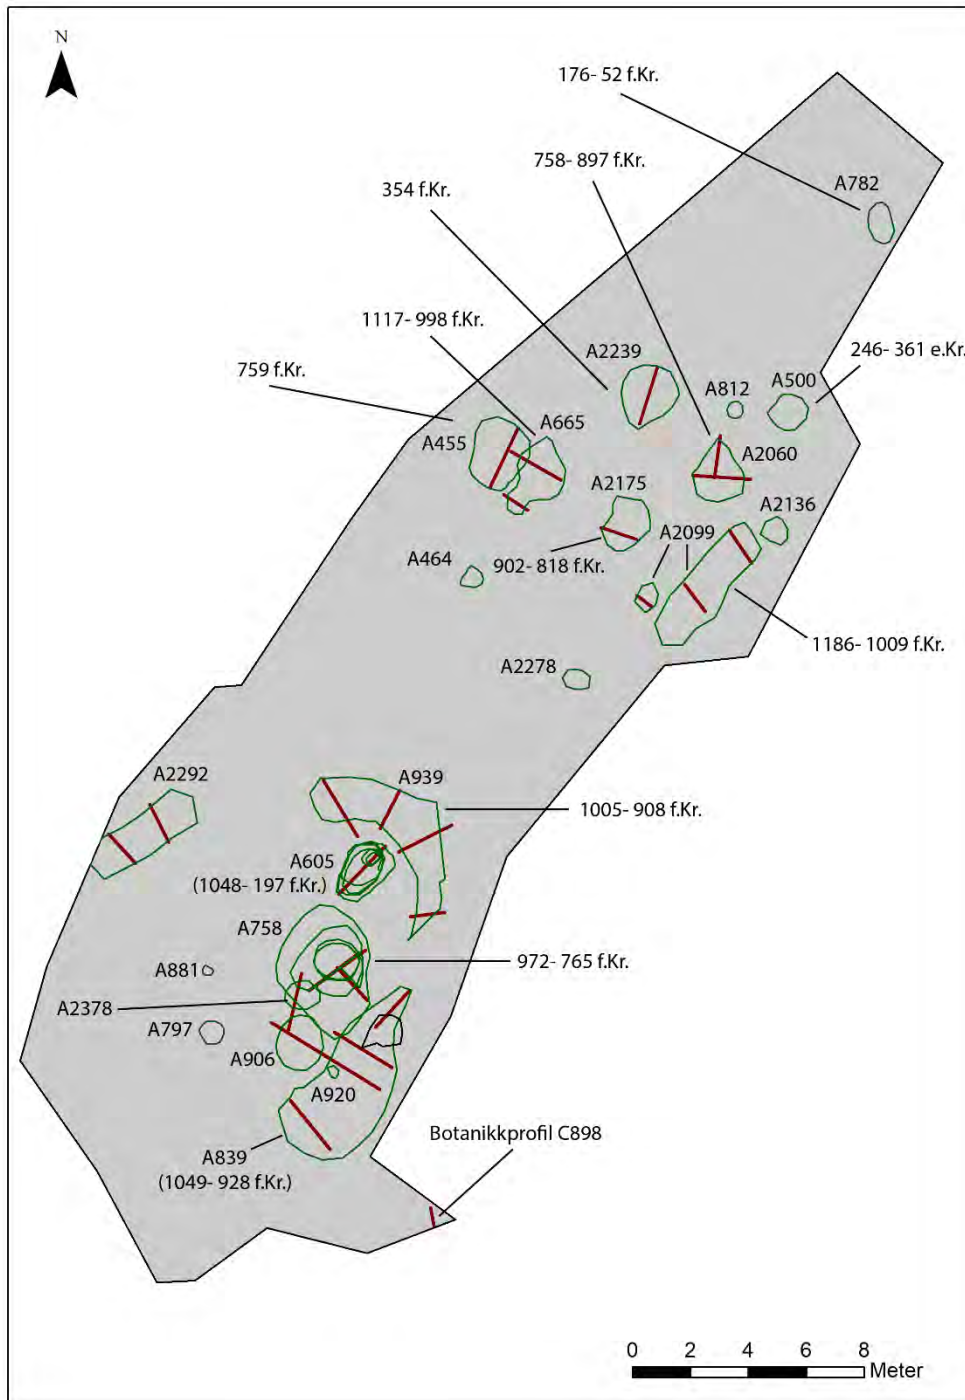 N
176- 52 f.Kr.
758- 897 f.Kr.
A782
354 f.Kr.
1117- 998 f.Kr.
A2239
246- 361 e.Kr.
759 f.Kr.
A812
A500
A665
A455
A2060
A2175
A2099
A2136
A464
902- 818 f.Kr.
1186- 1009 f.Kr.
A2278
A2292
A939
1005- 908 f.Kr.
A605
(1048- 197 f.Kr.)
A758
972- 765 f.Kr.
A881
A2378
A797
A906
A920
Botanikkprofil C898
A839
(1049- 928 f.Kr.)
0 2 4 6 8
Meter